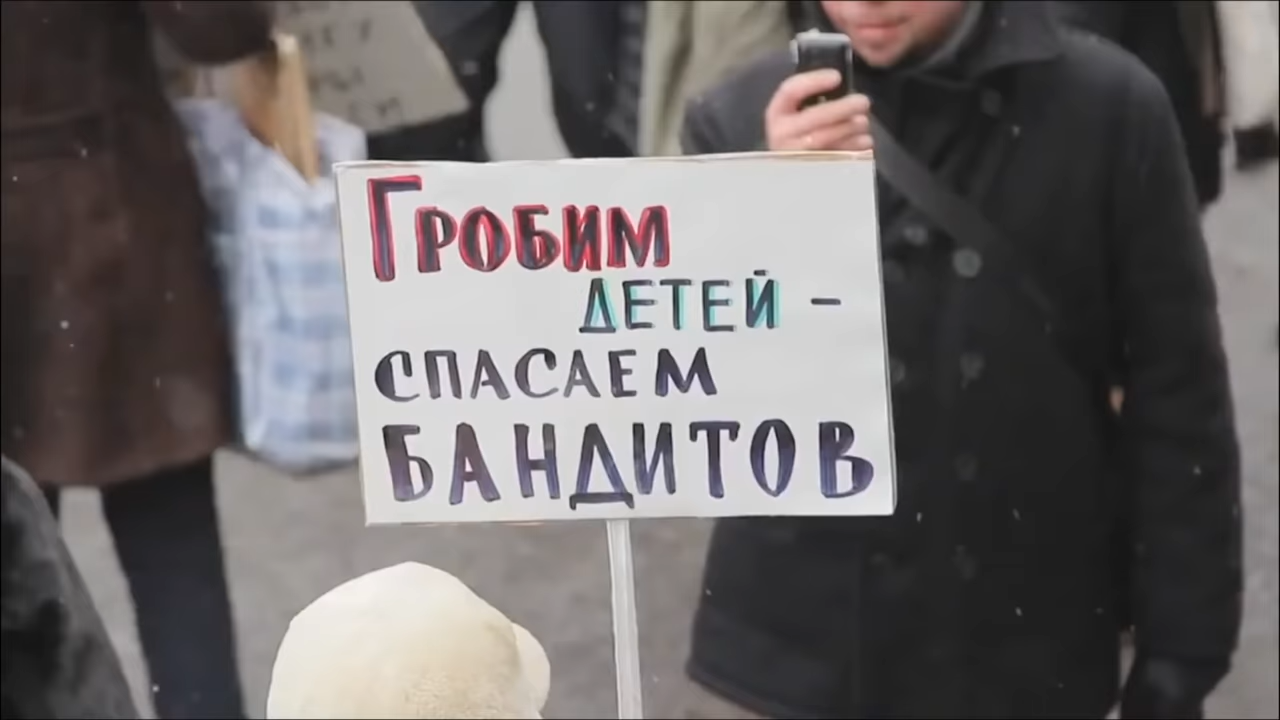 Гробим
детей -
спасаем
бандитов